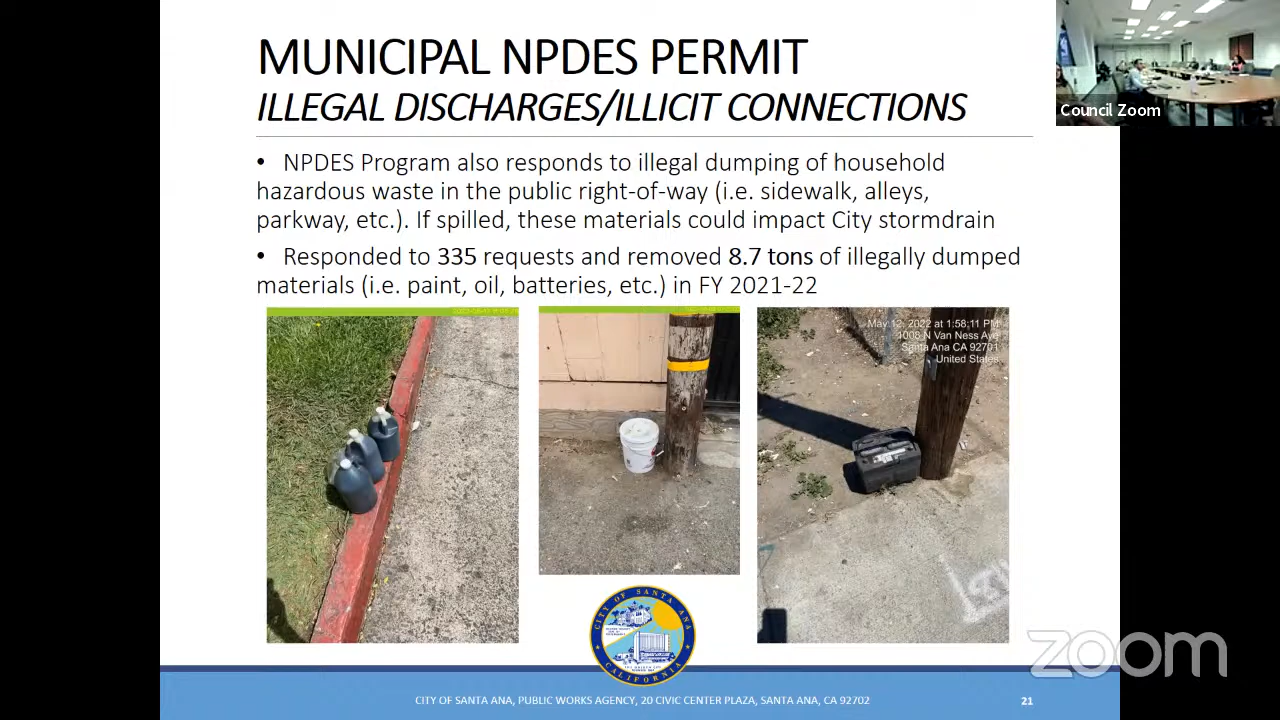 MUNICIPAL NPDES PERMIT
ILLEGAL DISCHARGES/ILLICIT CONNECTIONS
Council Zoom
• NPDES Program also responds to illegal dumping of household
hazardous waste in the public right-of-way (i.e. sidewalk, alleys,
parkway, etc.). If spilled, these materials could impact City stormdrain
• Responded to 335 requests and removed 8.7 tons of illegally dumped
materials (i.e. paint, oil, batteries, etc.) in FY 2021-22
May 12, 2022 at 1:58:11 PM
1008 N Van Ness Ave
Santa Ana CA 92701
United States
CITY OF SANTA ANA
CALIFORNIA
zoom
CITY OF SANTA ANA, PUBLIC WORKS AGENCY, 20 CIVIC CENTER PLAZA, SANTA ANA, CA 92702
21